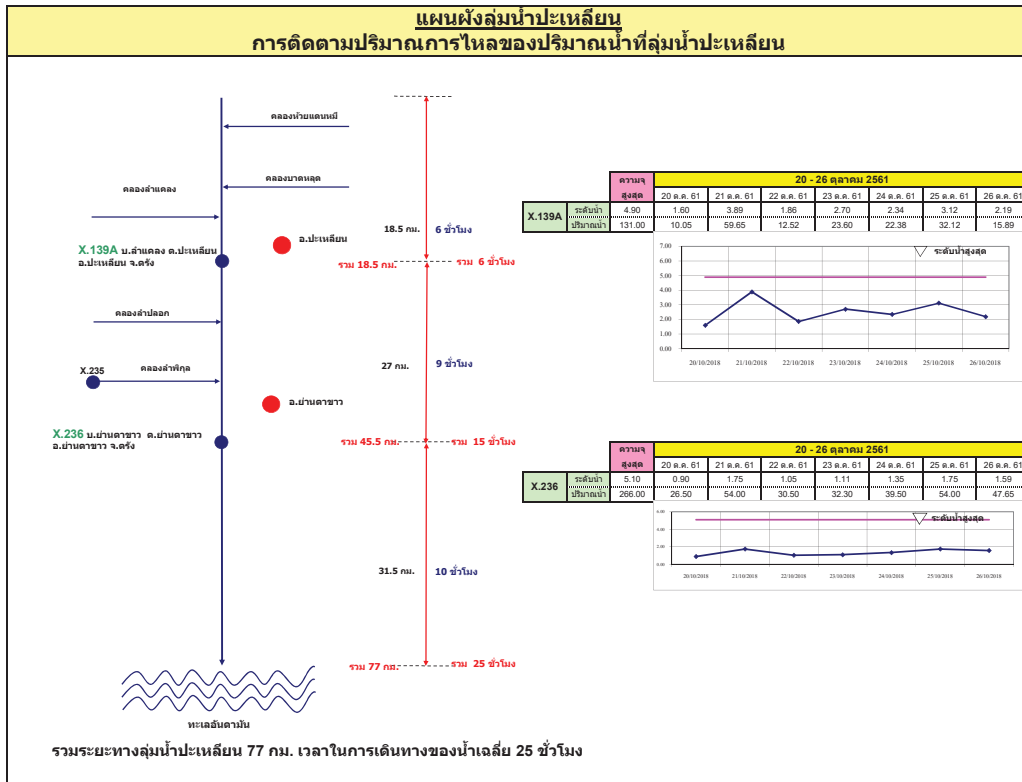 แผนผังลุ่มน้ำปะเหลียน
การติดตามปริมาณการไหลของปริมาณน้ำที่ลุ่มน้ำปะเหลียน
คลองห้วยแดนหมี
คลองบาดหลุด
คลองลำแคลง
18.5 กม.
6 ชั่วโมง
อ.ปะเหลียน
X.139A บ.ลำแคลง ต.ปะเหลียน
อ.ปะเหลียน จ.ตรัง
รวม 18.5 กม.
รวม 6 ชั่วโมง
คลองลำปลอก
X.235
คลองลำพิกุล
27 กม.
9 ชั่วโมง
อ.ย่านตาขาว
X.236 บ.ย่านตาขาว ต.ย่านตาขาว
อ.ย่านตาขาว จ.ตรัง
รวม 45.5 กม.
รวม 15 ชั่วโมง
31.5 กม.
10 ชั่วโมง
รวม 77 กม.
รวม 25 ชั่วโมง
ทะเลอันดามัน
รวมระยะทางลุ่มน้ำปะเหลียน 77 กม. เวลาในการเดินทางของน้ำเฉลี่ย 25 ชั่วโมง
ความจุ 20 - 26 ตุลาคม 2561
สูงสุด 20 ต.ค. 61 21 ต.ค. 61 22 ต.ค. 61 23 ต.ค. 61 24 ต.ค. 61 25 ต.ค. 61 26 ต.ค. 61
X.139A
ระดับน้ำ 4.90 1.60 3.89 1.86 2.70 2.34 3.12 2.19
ปริมาณน้ำ 131.00 10.05 59.65 12.52 23.60 22.38 32.12 15.89
ระดับน้ำสูงสุด
7.00
6.00
5.00
4.00
3.00
2.00
1.00
0.00
20/10/2018 21/10/2018 22/10/2018 23/10/2018 24/10/2018 25/10/2018 26/10/2018
ความจุ 20 - 26 ตุลาคม 2561
สูงสุด 20 ต.ค. 61 21 ต.ค. 61 22 ต.ค. 61 23 ต.ค. 61 24 ต.ค. 61 25 ต.ค. 61 26 ต.ค. 61
X.236
ระดับน้ำ 5.10 0.90 1.75 1.05 1.11 1.35 1.75 1.59
ปริมาณน้ำ 266.00 26.50 54.00 30.50 32.30 39.50 54.00 47.65
ระดับน้ำสูงสุด
6.00
4.00
2.00
0.00
20/10/2018 21/10/2018 22/10/2018 23/10/2018 24/10/2018 25/10/2018 26/10/2018